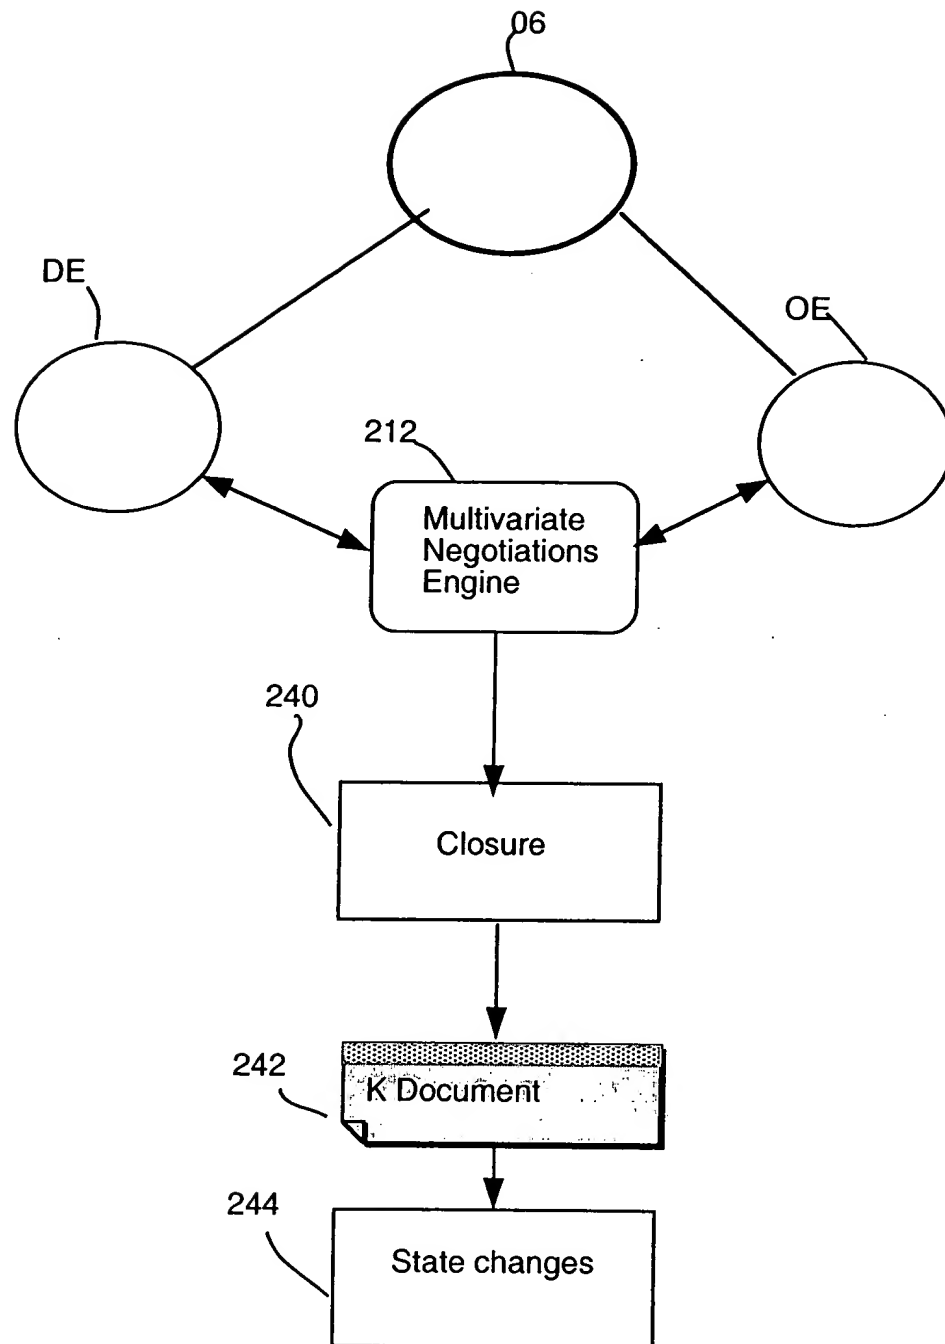 06
DE
OE
212
Multivariate
Negotiations
Engine
240
Closure
242
K Document
244
State changes